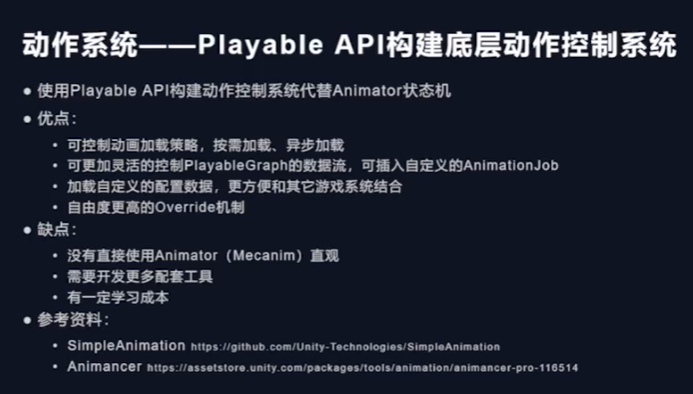 动作系统——Playable API构建底层动作控制系统
● 使用Playable API构建动作控制系统代替Animator状态机
● 优点：
• 可控制动画加载策略，按需加载、异步加载
• 可更加灵活的控制PlayableGraph的数据流，可插入自定义的AnimationJob
• 加载自定义的配置数据，更方便和其它游戏系统结合
• 自由度更高的Override机制
● 缺点：
• 没有直接使用Animator（Mecanim）直观
• 需要开发更多配套工具
• 有一定学习成本
● 参考资料：
• SimpleAnimation https://github.com/Unity-Technologies/SimpleAnimation
• Animancer https://assetstore.unity.com/packages/tools/animation/animancer-pro-116514